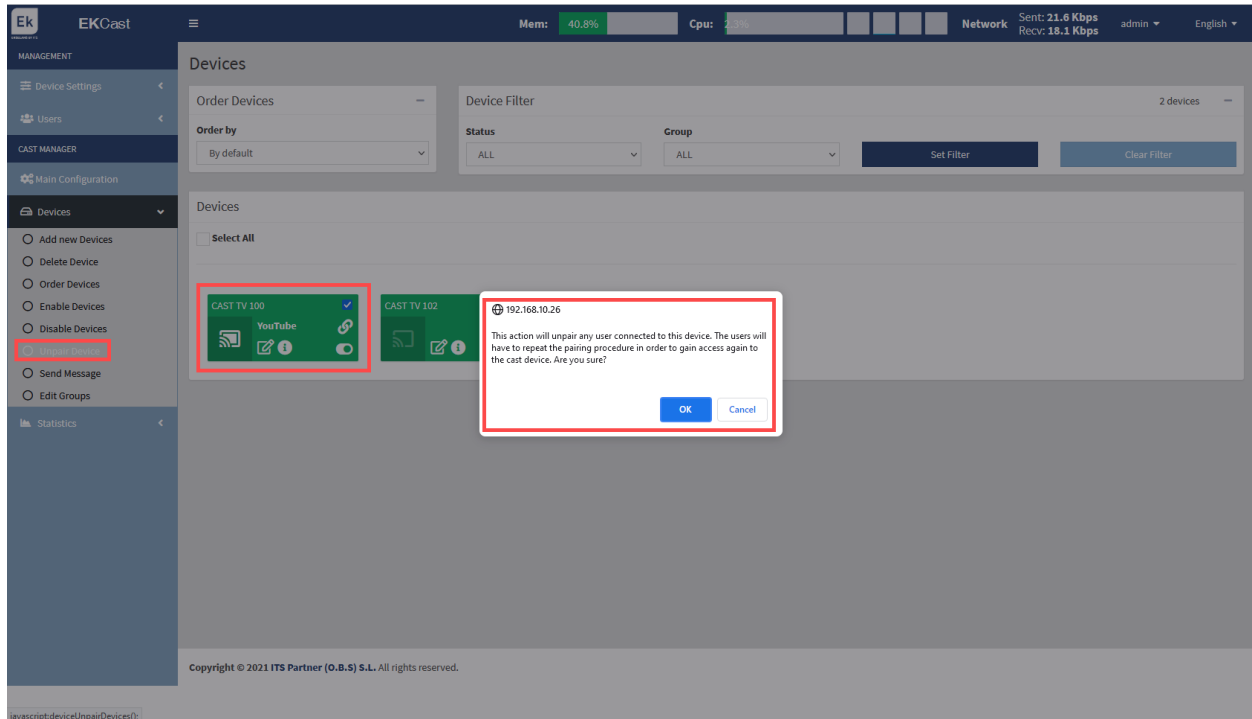 Ek EKCast Mem: 40.8% Cpu: 2.3% Network Sent: 21.6 Kbps admin English
Recv: 18.1 Kbps
MANAGEMENT
Devices
Device Settings
Order Devices
Device Filter 2 devices
Users
Order by
Status Group
By default
ALL ALL Set Filter Clear Filter
CAST MANAGER
Main Configuration
Devices
Devices
Add new Devices
Select All
Delete Device
Order Devices
Enable Devices
Disable Devices
Unpair Device
Send Message
Edit Groups
Statistics
CAST TV 100
YouTube
CAST TV 102
192.168.10.26
This action will unpair any user connected to this device. The users will
have to repeat the pairing procedure in order to gain access again to
the cast device. Are you sure?
OK Cancel
Copyright © 2021 ITS Partner (O.B.S) S.L. All rights reserved.
javascript:deviceUnpairDevices();